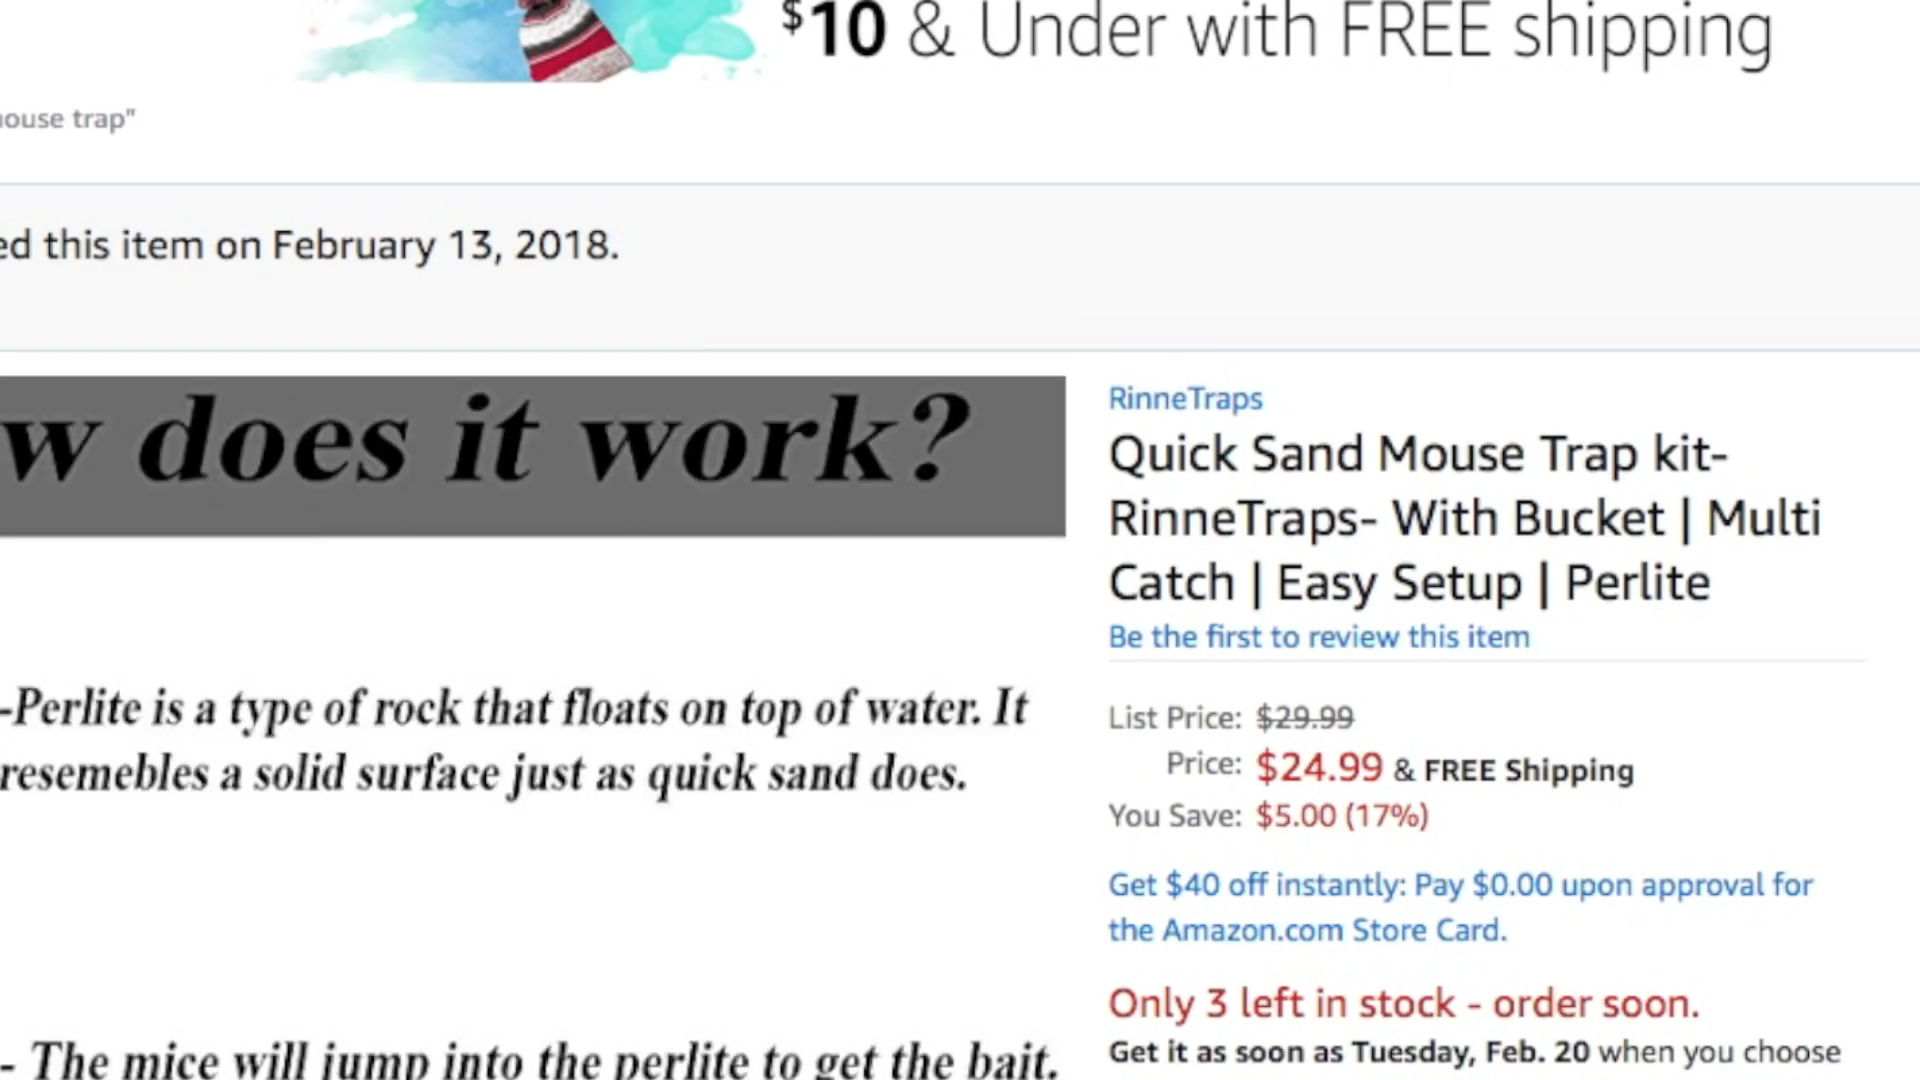 $10 & Under with FREE shipping
mouse trap"
ed this item on February 13, 2018.
w does it work?
-Perlite is a type of rock that floats on top of water. It
resemebles a solid surface just as quick sand does.
- The mice will jump into the perlite to get the bait.
RinneTraps
Quick Sand Mouse Trap kit-
RinneTraps- With Bucket | Multi
Catch | Easy Setup | Perlite
Be the first to review this item
List Price: $29.99
Price: $24.99 & FREE Shipping
You Save: $5.00 (17%)
Get $40 off instantly: Pay $0.00 upon approval for
the Amazon.com Store Card.
Only 3 left in stock - order soon.
Get it as soon as Tuesday, Feb. 20 when you choose